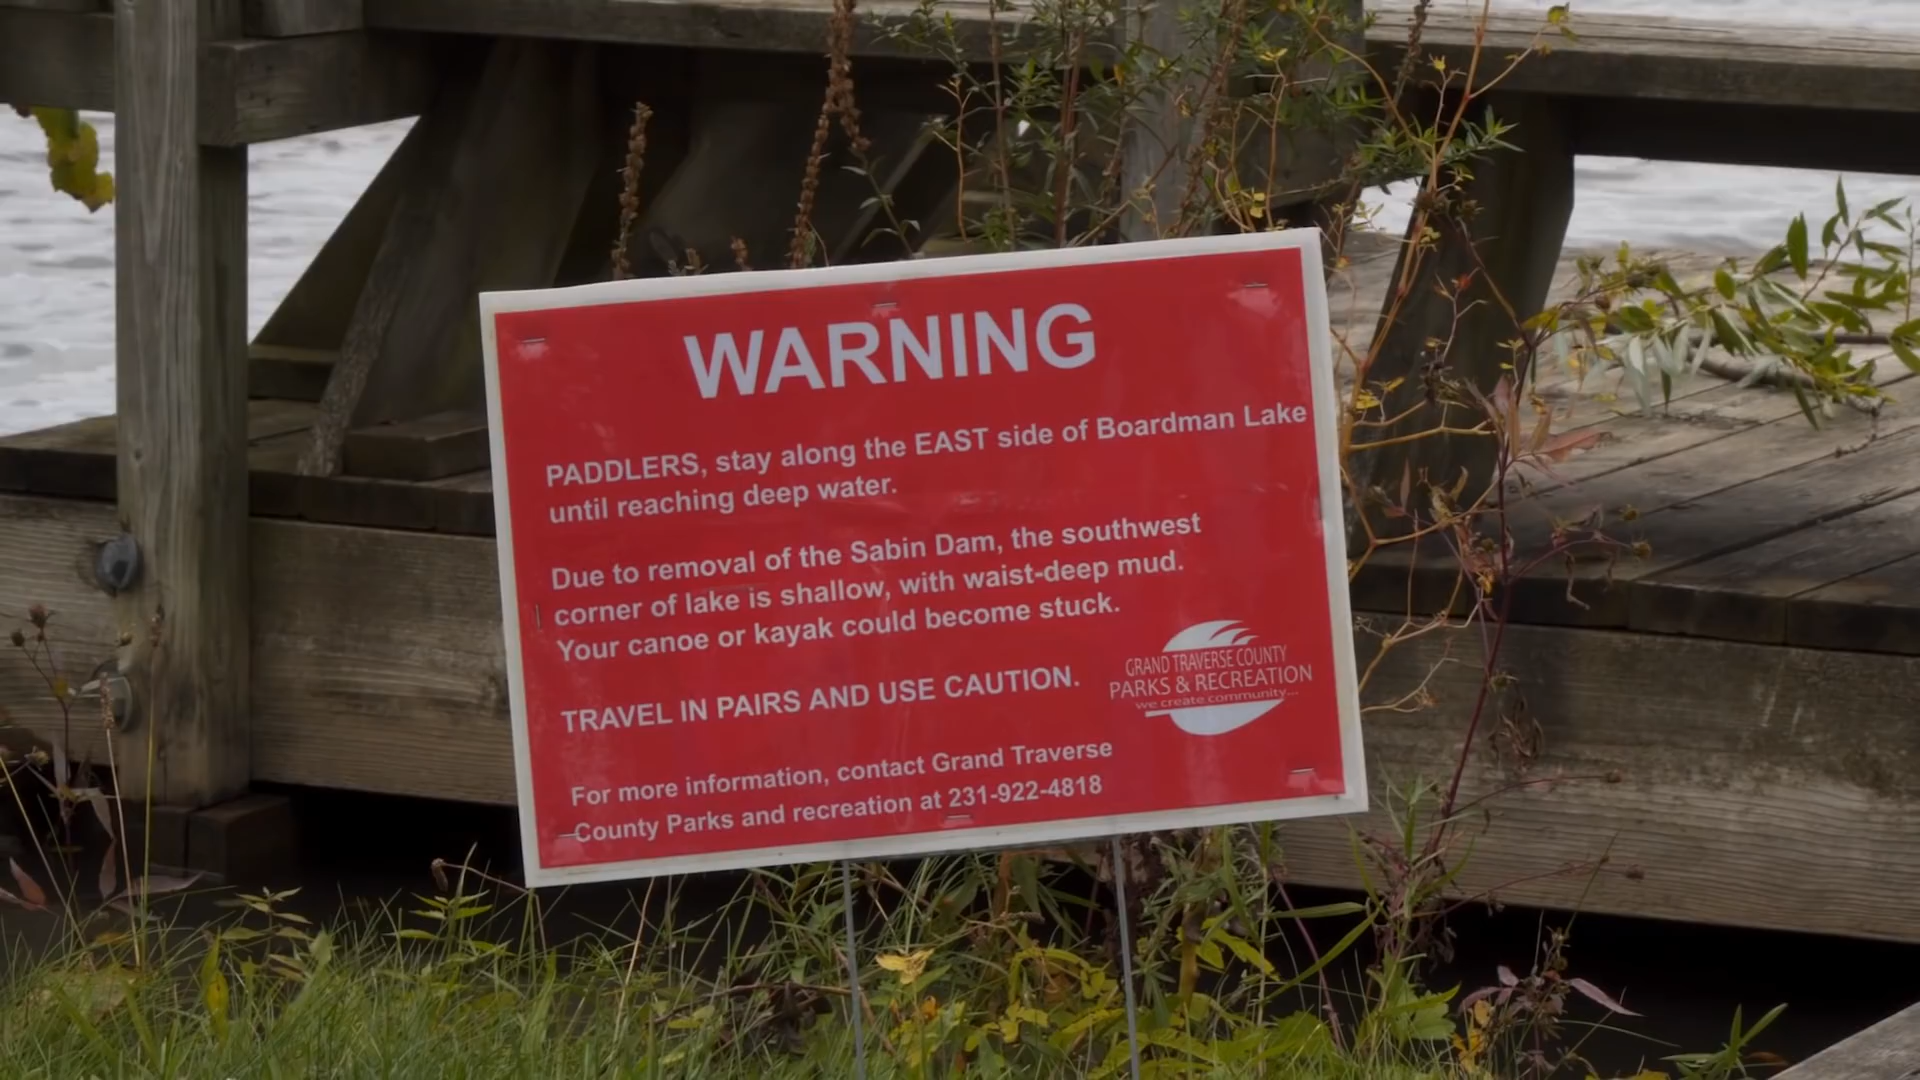 WARNING
PADDLERS, stay along the EAST side of Boardman Lake
until reaching deep water.
Due to removal of the Sabin Dam, the southwest
corner of lake is shallow, with waist-deep mud.
Your canoe or kayak could become stuck.
TRAVEL IN PAIRS AND USE CAUTION.
GRAND TRAVERSE COUNTY
PARKS & RECREATION
we create community...
For more information, contact Grand Traverse
County Parks and recreation at 231-922-4818